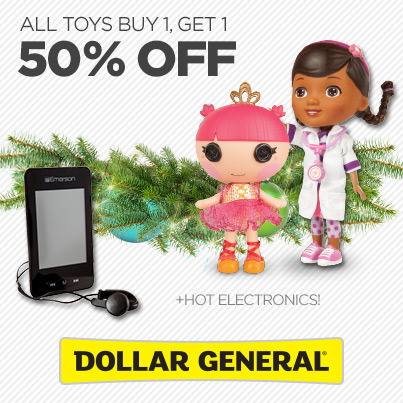 ALL TOYS BUY 1, GET 1
50% OFF
Emerson
+HOT ELECTRONICS!
DOLLAR GENERAL®